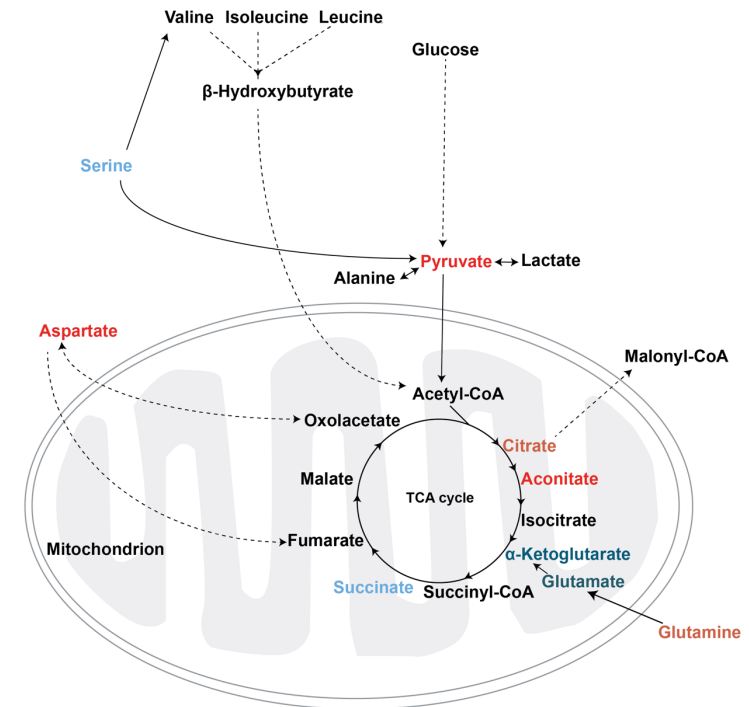 Valine Isoleucine Leucine
Glucose
β-Hydroxybutyrate
Serine
Pyruvate
Lactate
Alanine
Aspartate
Malonyl-CoA
Acetyl-CoA
Oxolacetate
Citrate
Malate
Aconitate
TCA cycle
Isocitrate
Fumarate
Mitochondrion
α-Ketoglutarate
Glutamate
Succinate
Succinyl-CoA
Glutamine